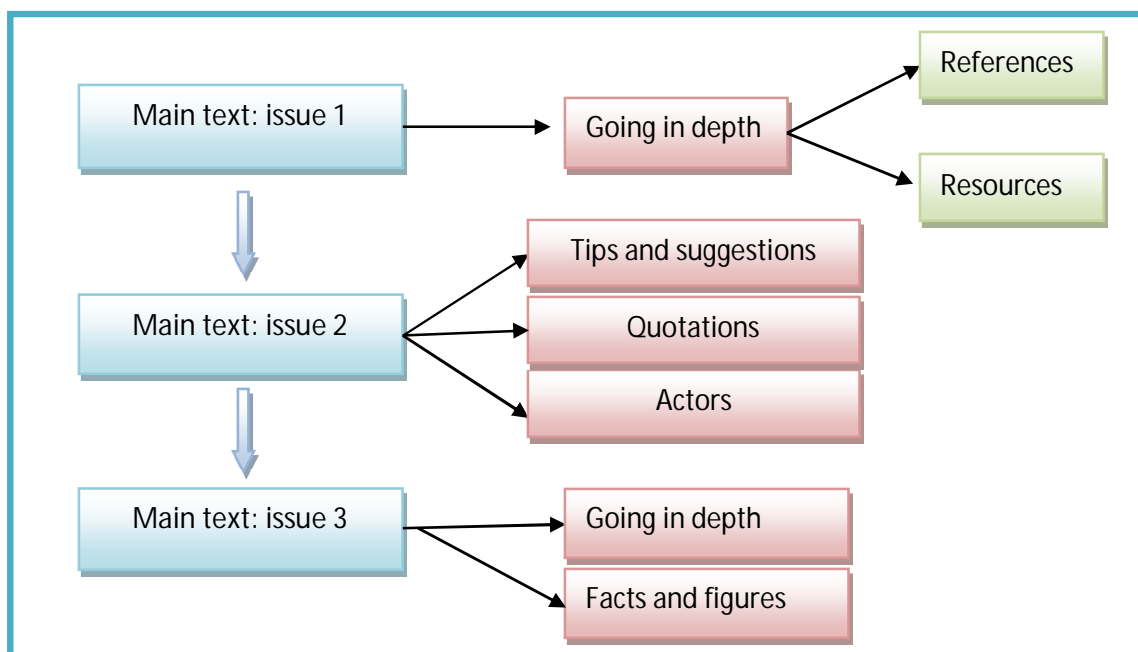 References
Main text: issue 1
Going in depth
Resources
Tips and suggestions
Main text: issue 2
Quotations
Actors
Main text: issue 3
Going in depth
Facts and figures